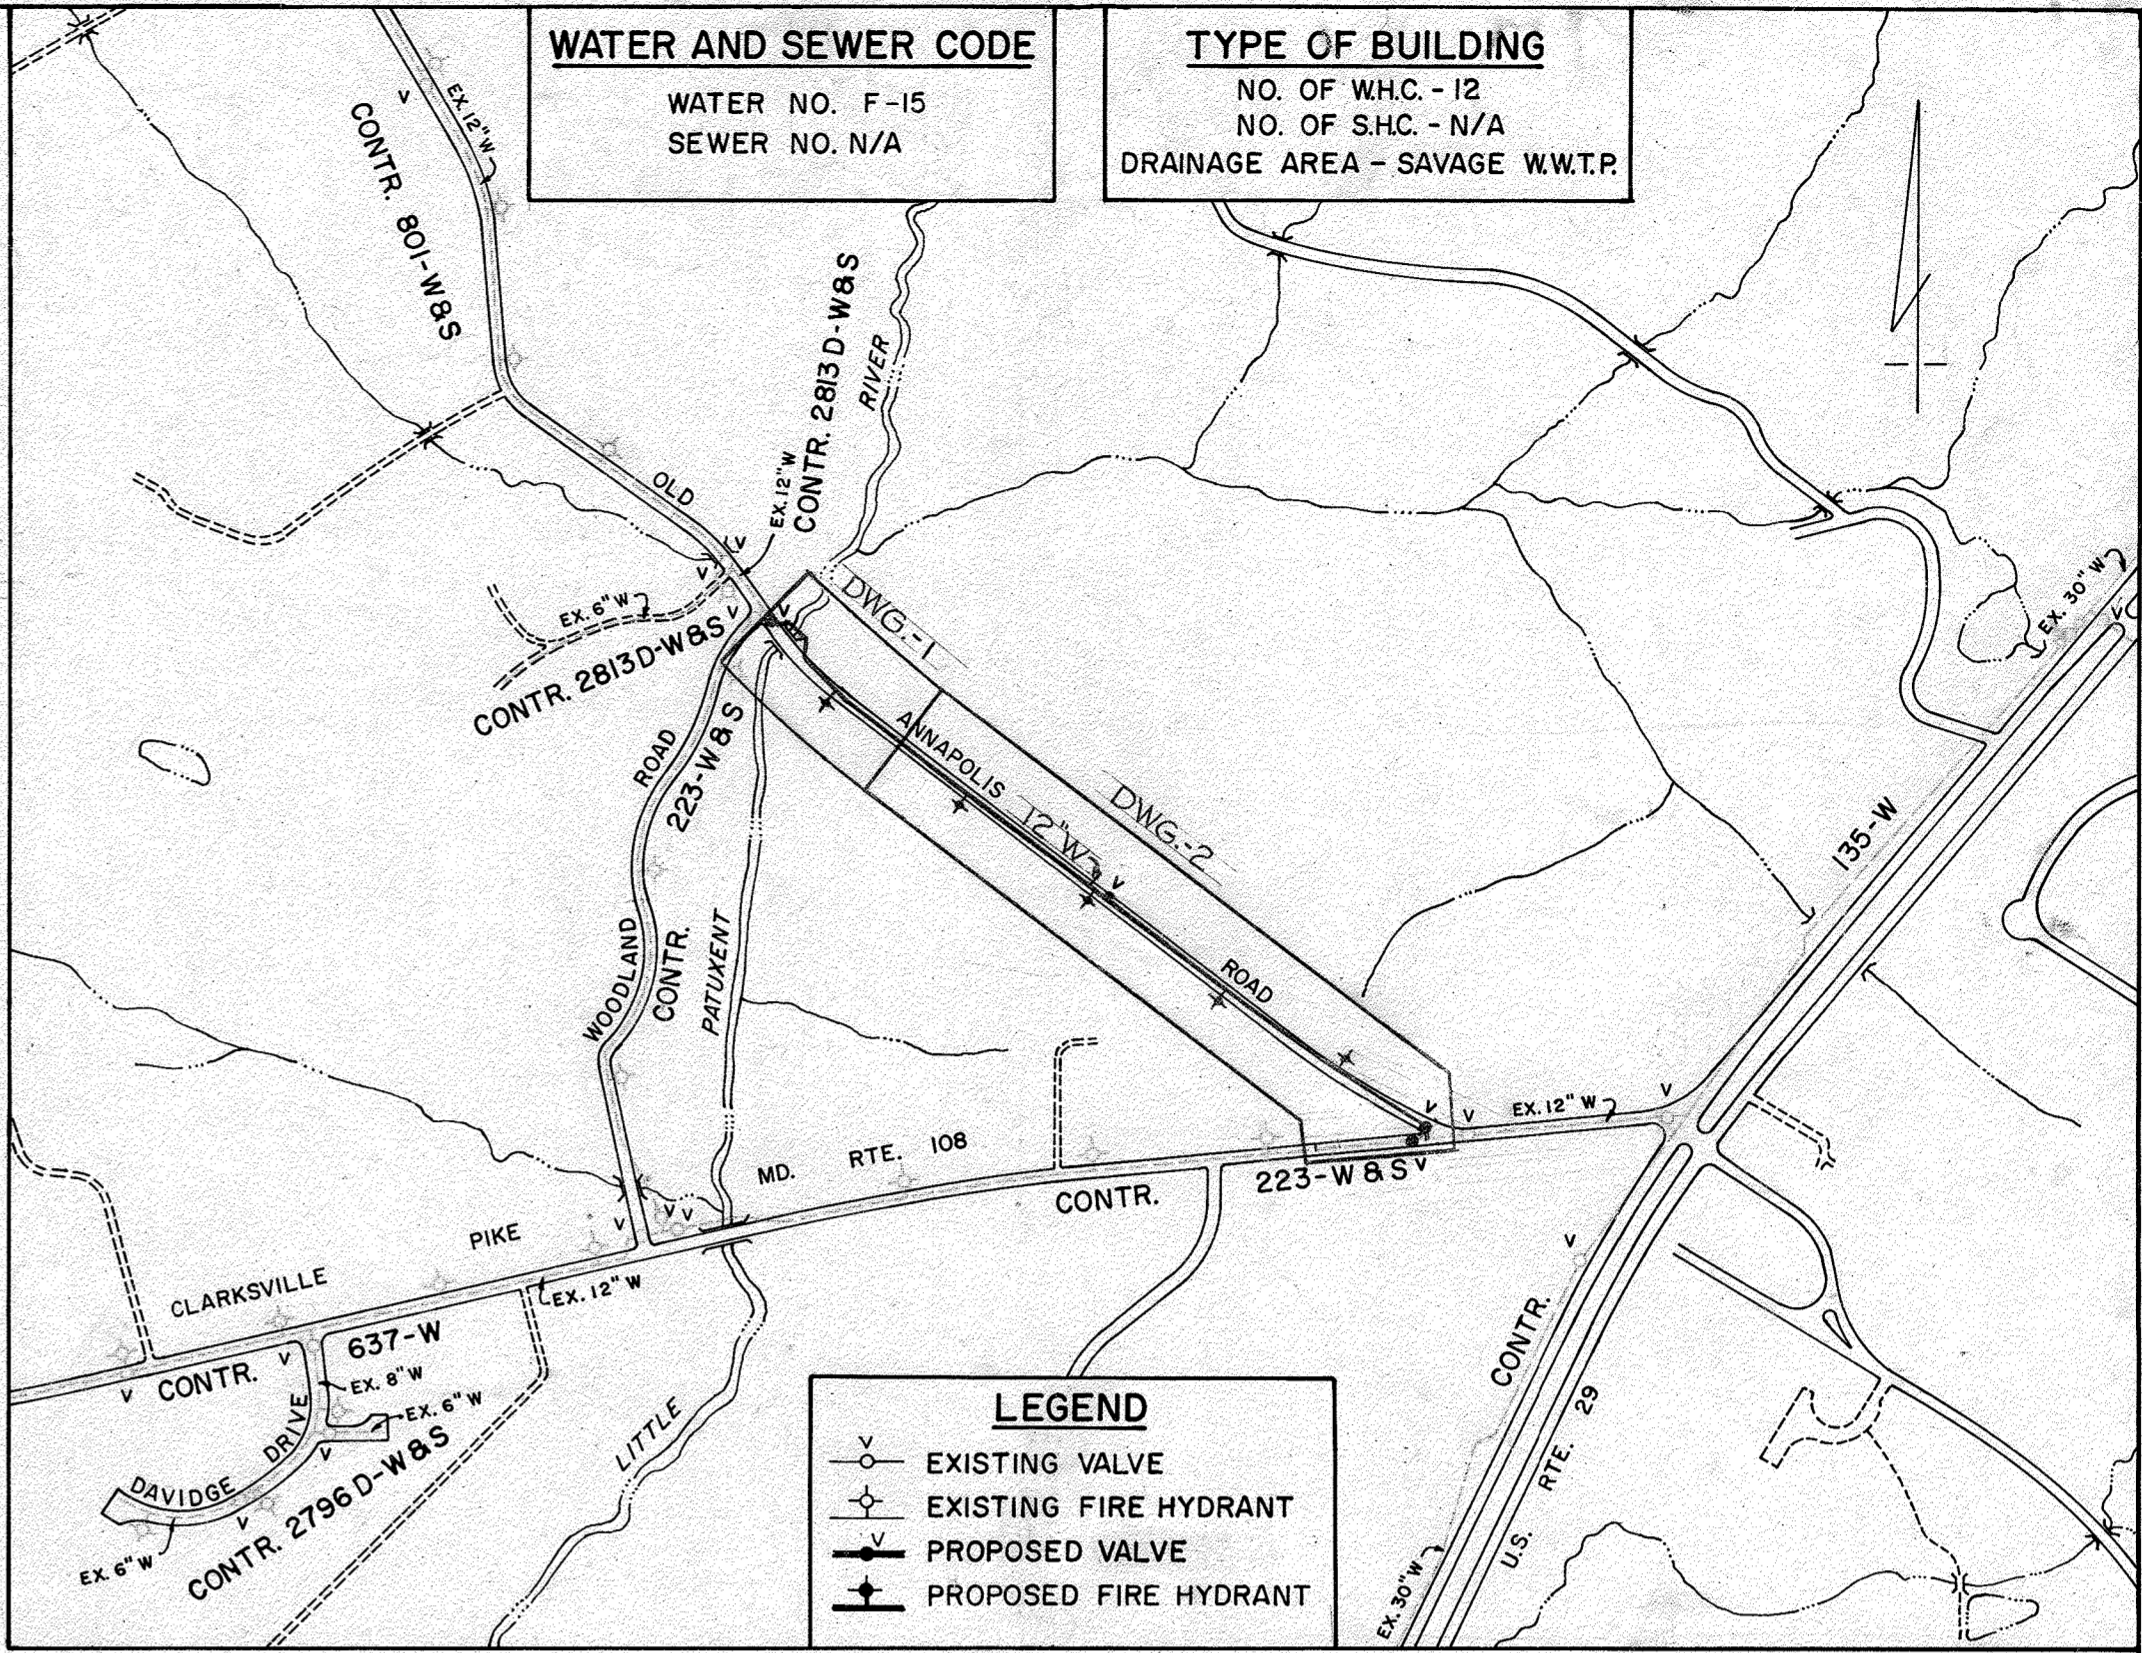 WATER AND SEWER CODE
WATER NO. F-15
SEWER NO. N/A
TYPE OF BUILDING
NO. OF W.H.C. - 12
NO. OF S.H.C. - N/A
DRAINAGE AREA - SAVAGE W.W.T.P.
V
EX. 12" W
CONTR. 801-W&S
OLD
V
V
EX. 12" W
CONTR. 2813 D-W&S
RIVER
EX. 6" W
V
V
CONTR. 2813 D-W&S
DWG.-1
ANNAPOLIS
12" W
V
V
DWG.-2
ROAD
EX. 30" W
V
135-W
ROAD
223-W & S
WOODLAND
CONTR.
PATUXENT
V
V
EX. 12" W
V
MD. RTE. 108
CONTR.
223-W & S
V
V
V
V
PIKE
CLARKSVILLE
EX. 12" W
637-W
V
CONTR.
V
EX. 8" W
EX. 6" W
V
DAVIDGE DRIVE
V
EX. 6" W
CONTR. 2796 D-W&S
LITTLE
V
CONTR.
U.S. RTE. 29
EX. 30" W
LEGEND
V
EXISTING VALVE
EXISTING FIRE HYDRANT
V
PROPOSED VALVE
PROPOSED FIRE HYDRANT